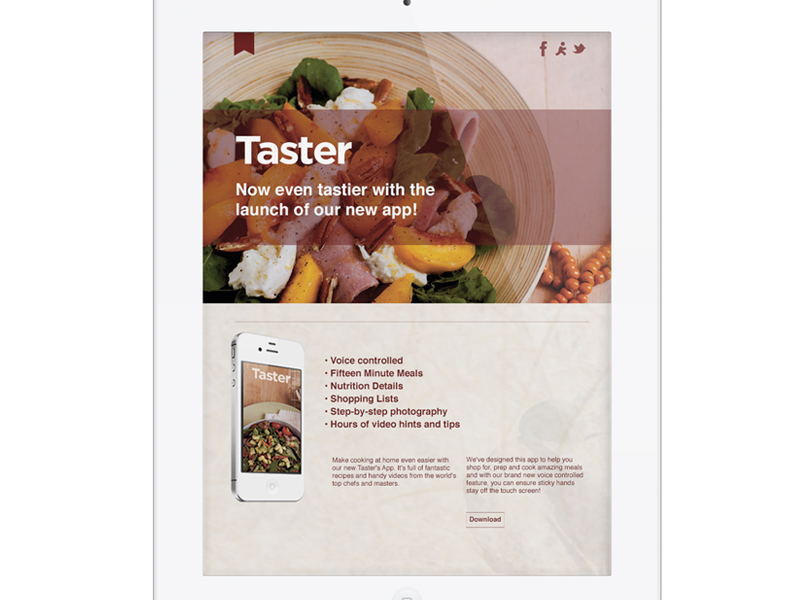 Taster
Now even tastier with the
launch of our new app!
Taster
• Voice controlled
• Fifteen Minute Meals
• Nutrition Details
• Shopping Lists
• Step-by-step photography
• Hours of video hints and tips
Make cooking at home even easier with
our new Taster's App. It's full of fantastic
recipes and handy videos from the world's
top chefs and masters.
We've designed this app to help you
shop for, prep and cook amazing meals
and with our brand new voice controlled
feature, you can ensure sticky hands
stay off the touch screen!
Download